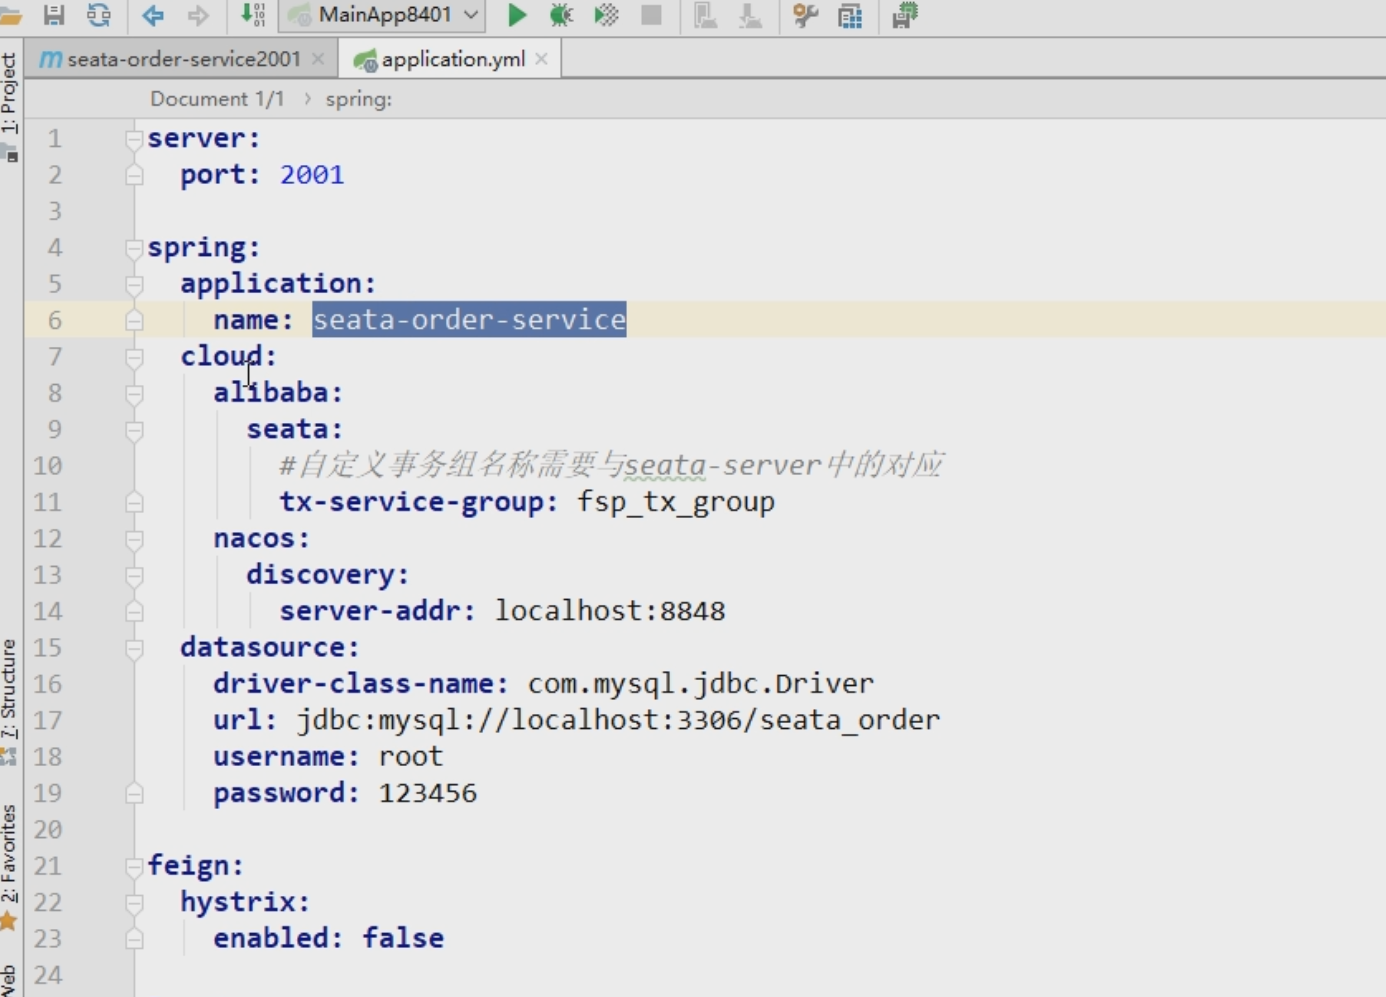 MainApp8401
1: Project
seata-order-service2001
application.yml
Document 1/1 > spring:
1 server:
2 port: 2001
3
4 spring:
5 application:
6 name: seata-order-service
7 cloud:
8 alibaba:
9 seata:
10 #自定义事务组名称需要与seata-server中的对应
11 tx-service-group: fsp_tx_group
12 nacos:
13 discovery:
14 server-addr: localhost:8848
15 datasource:
16 driver-class-name: com.mysql.jdbc.Driver
17 url: jdbc:mysql://localhost:3306/seata_order
18 username: root
19 password: 123456
20
21 feign:
22 hystrix:
23 enabled: false
24
7: Structure
2: Favorites
Web